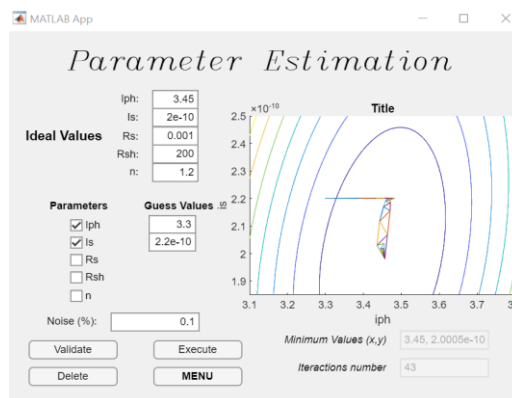 MATLAB App
Parameter Estimation
Ideal Values
Iph: 3.45
Is: 2e-10
Rs: 0.001
Rsh: 200
n: 1.2
Parameters Guess Values
Iph 3.3
Is 2.2e-10
Rs
Rsh
n
Noise (%): 0.1
Validate Execute
Delete MENU
×10⁻¹⁰ Title
2.5
2.4
2.3
2.2
2.1
2
1.9
is
3.1 3.2 3.3 3.4 3.5 3.6 3.7
iph
Minimum Values (x,y) 3.45, 2.0005e-10
Iteractions number 43